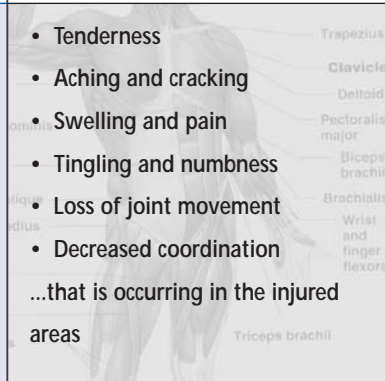 • Tenderness
• Aching and cracking
• Swelling and pain
• Tingling and numbness
• Loss of joint movement
• Decreased coordination
...that is occurring in the injured
areas
Trapezius
Clavicle
Deltoid
Pectoralis
major
Biceps
brachii
Brachialis
Wrist
and
finger
flexors
Triceps brachii